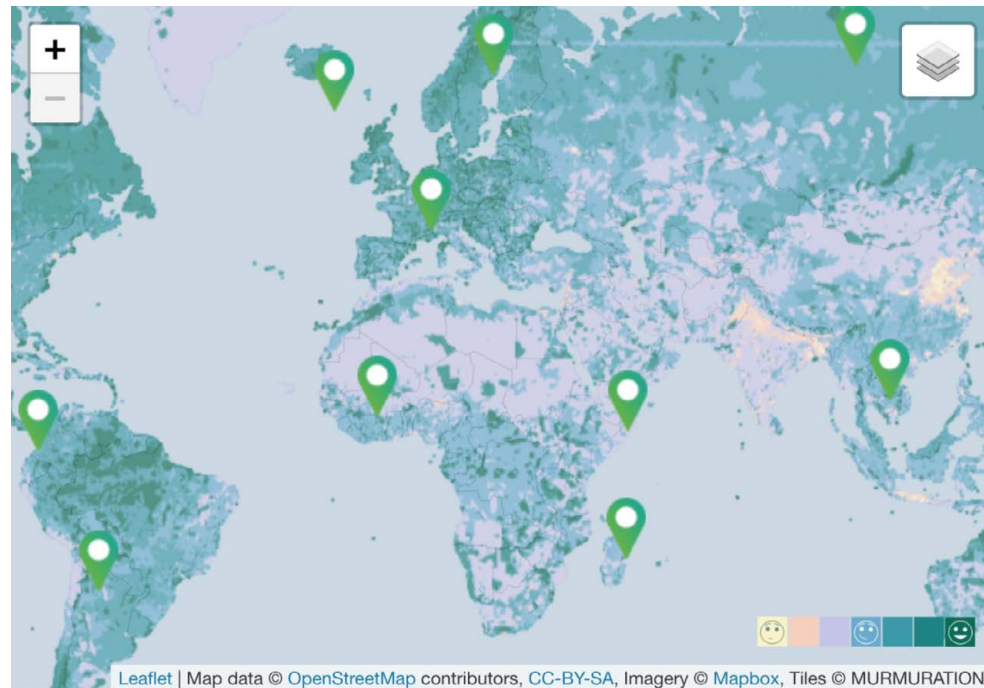 +
−
Leaflet | Map data © OpenStreetMap contributors, CC-BY-SA, Imagery © Mapbox, Tiles © MURMURATION